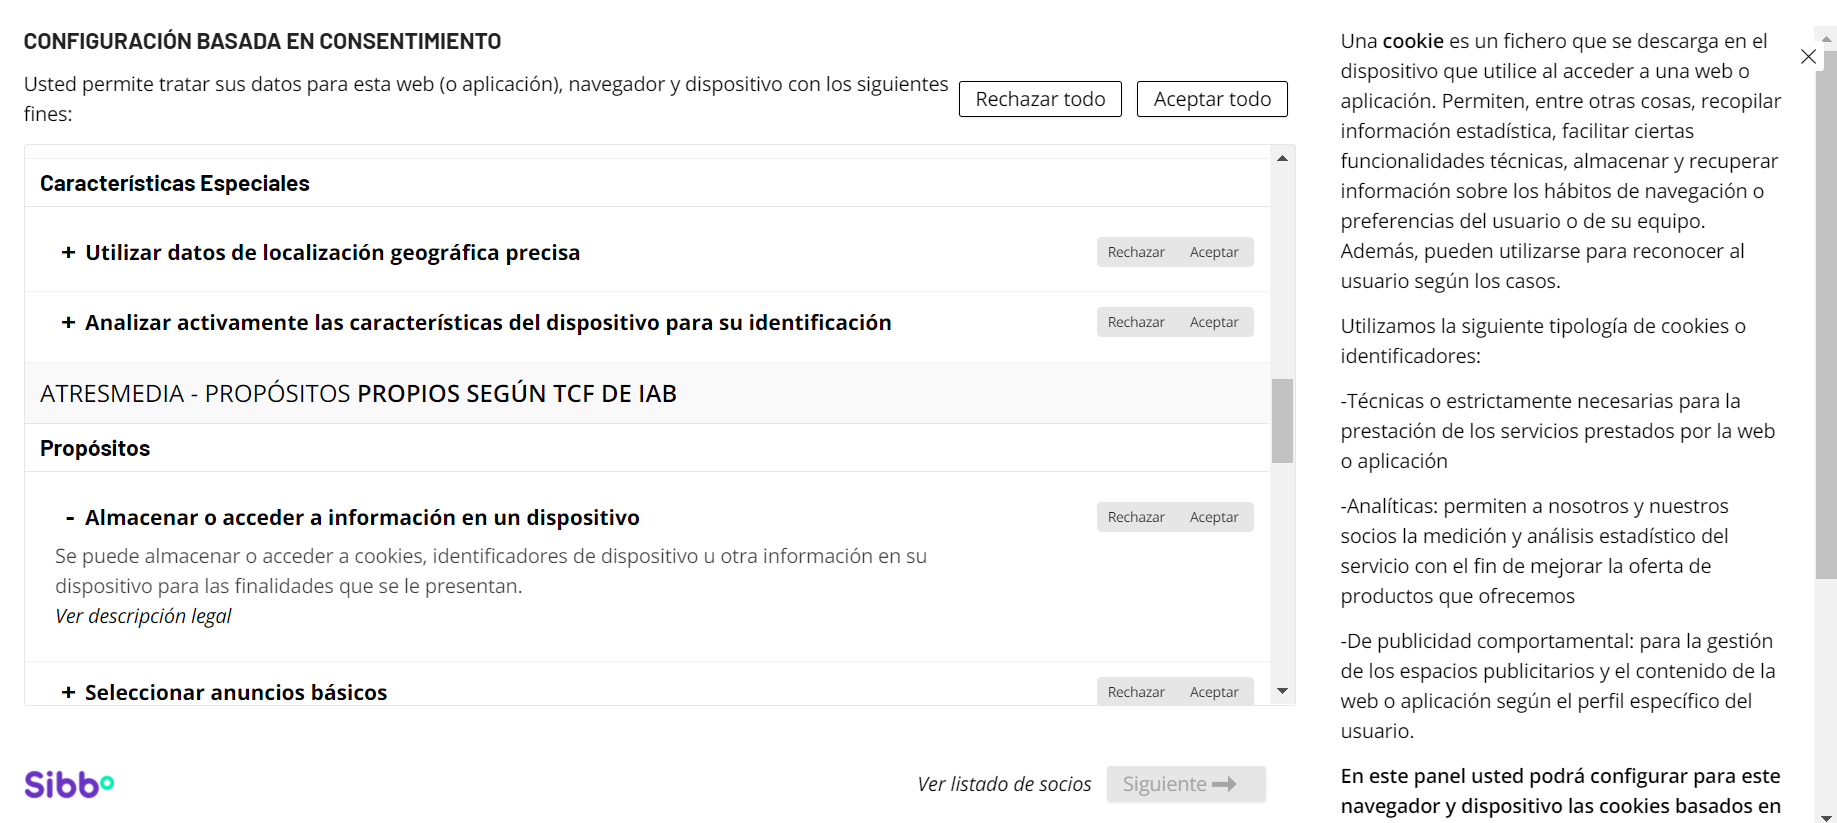 CONFIGURACIÓN BASADA EN CONSENTIMIENTO
Usted permite tratar sus datos para esta web (o aplicación), navegador y dispositivo con los siguientes
fines:
Rechazar todo
Aceptar todo
Características Especiales
+ Utilizar datos de localización geográfica precisa
Rechazar Aceptar
+ Analizar activamente las características del dispositivo para su identificación
Rechazar Aceptar
ATRESMEDIA - PROPÓSITOS PROPIOS SEGÚN TCF DE IAB
Propósitos
- Almacenar o acceder a información en un dispositivo
Rechazar Aceptar
Se puede almacenar o acceder a cookies, identificadores de dispositivo u otra información en su
dispositivo para las finalidades que se le presentan.
Ver descripción legal
+ Seleccionar anuncios básicos
Rechazar Aceptar
Sibbo
Ver listado de socios
Siguiente
Una cookie es un fichero que se descarga en el
dispositivo que utilice al acceder a una web o
aplicación. Permiten, entre otras cosas, recopilar
información estadística, facilitar ciertas
funcionalidades técnicas, almacenar y recuperar
información sobre los hábitos de navegación o
preferencias del usuario o de su equipo.
Además, pueden utilizarse para reconocer al
usuario según los casos.
Utilizamos la siguiente tipología de cookies o
identificadores:
-Técnicas o estrictamente necesarias para la
prestación de los servicios prestados por la web
o aplicación
-Analíticas: permiten a nosotros y nuestros
socios la medición y análisis estadístico del
servicio con el fin de mejorar la oferta de
productos que ofrecemos
-De publicidad comportamental: para la gestión
de los espacios publicitarios y el contenido de la
web o aplicación según el perfil específico del
usuario.
En este panel usted podrá configurar para este
navegador y dispositivo las cookies basados en